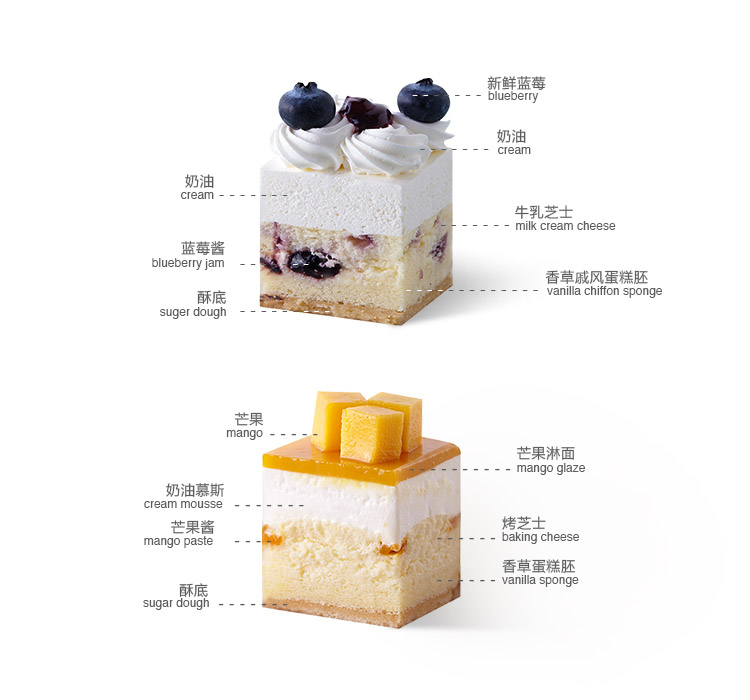 新鲜蓝莓
blueberry
奶油
cream
奶油
cream
牛乳芝士
milk cream cheese
蓝莓酱
blueberry jam
香草戚风蛋糕胚
vanilla chiffon sponge
酥底
suger dough
芒果
mango
芒果淋面
mango glaze
奶油慕斯
cream mousse
芒果酱
mango paste
烤芝士
baking cheese
香草蛋糕胚
vanilla sponge
酥底
sugar dough